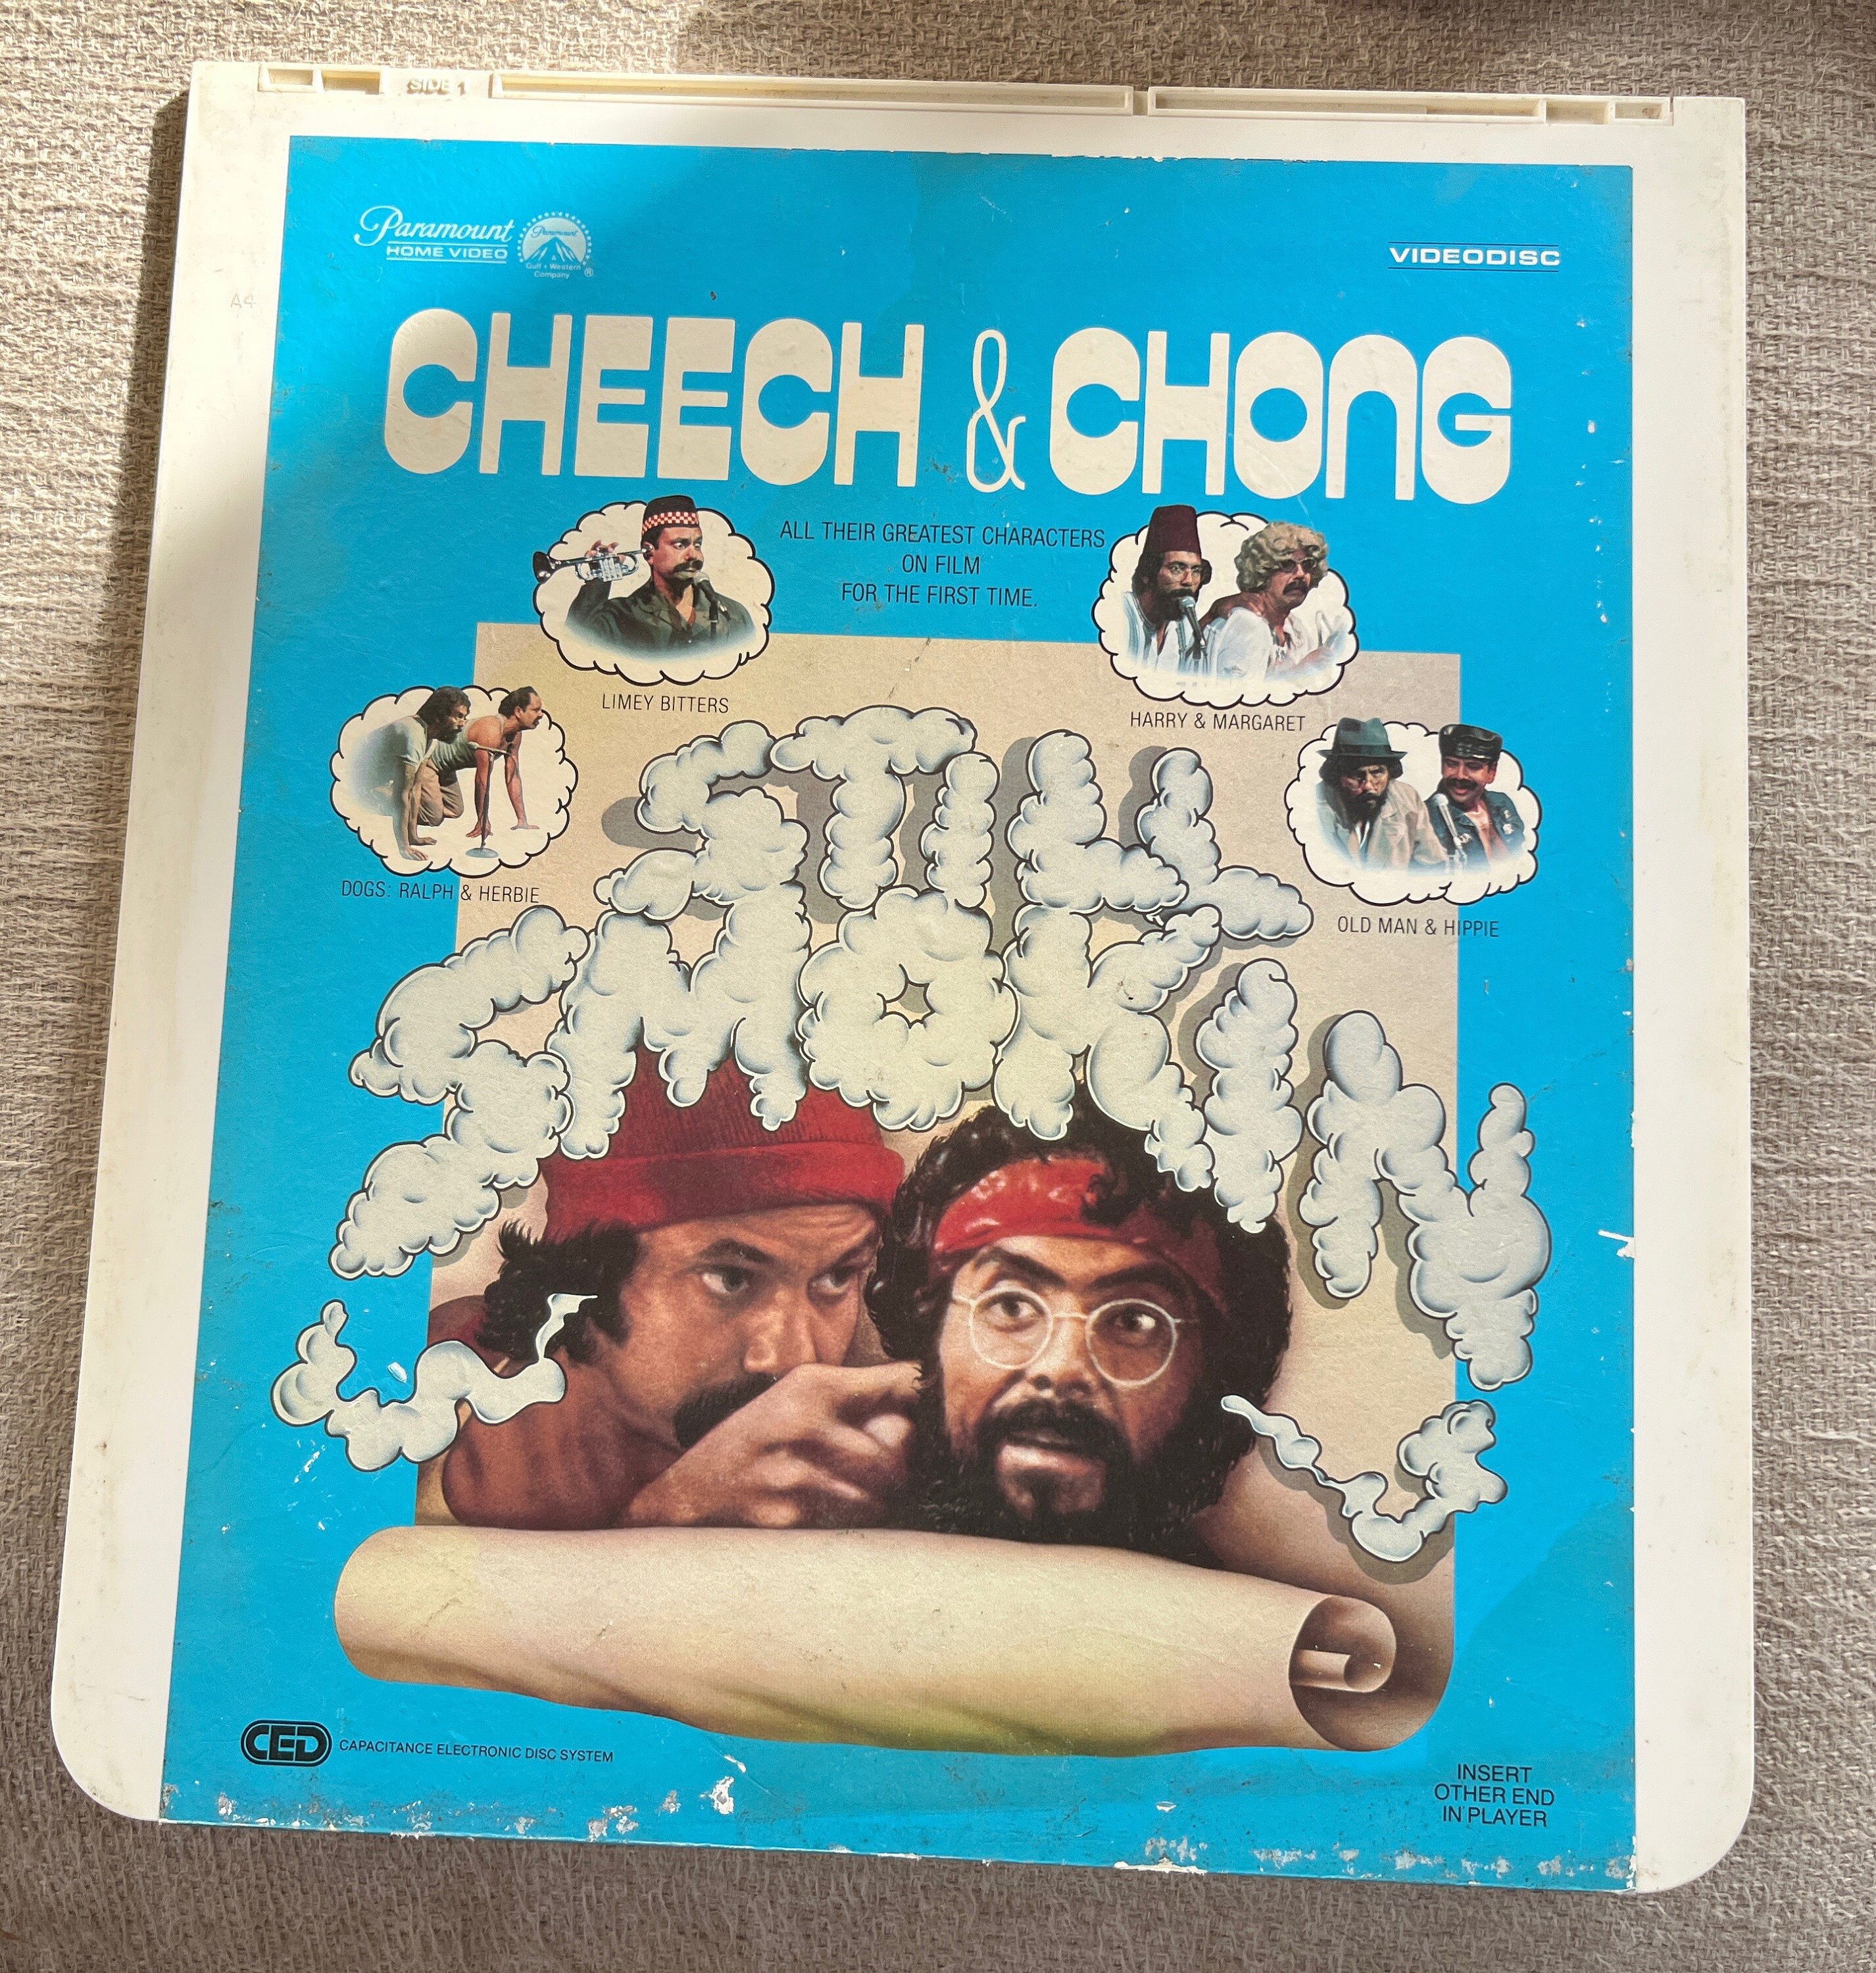 SIDE 1
Paramount
HOME VIDEO
Paramount
A
Gulf + Western
Company
®
VIDEODISC
A4
CHEECH & CHONG
ALL THEIR GREATEST CHARACTERS
ON FILM
FOR THE FIRST TIME.
LIMEY BITTERS
HARRY & MARGARET
DOGS: RALPH & HERBIE
OLD MAN & HIPPIE
STILL
SMOKIN
CED CAPACITANCE ELECTRONIC DISC SYSTEM
INSERT
OTHER END
IN PLAYER